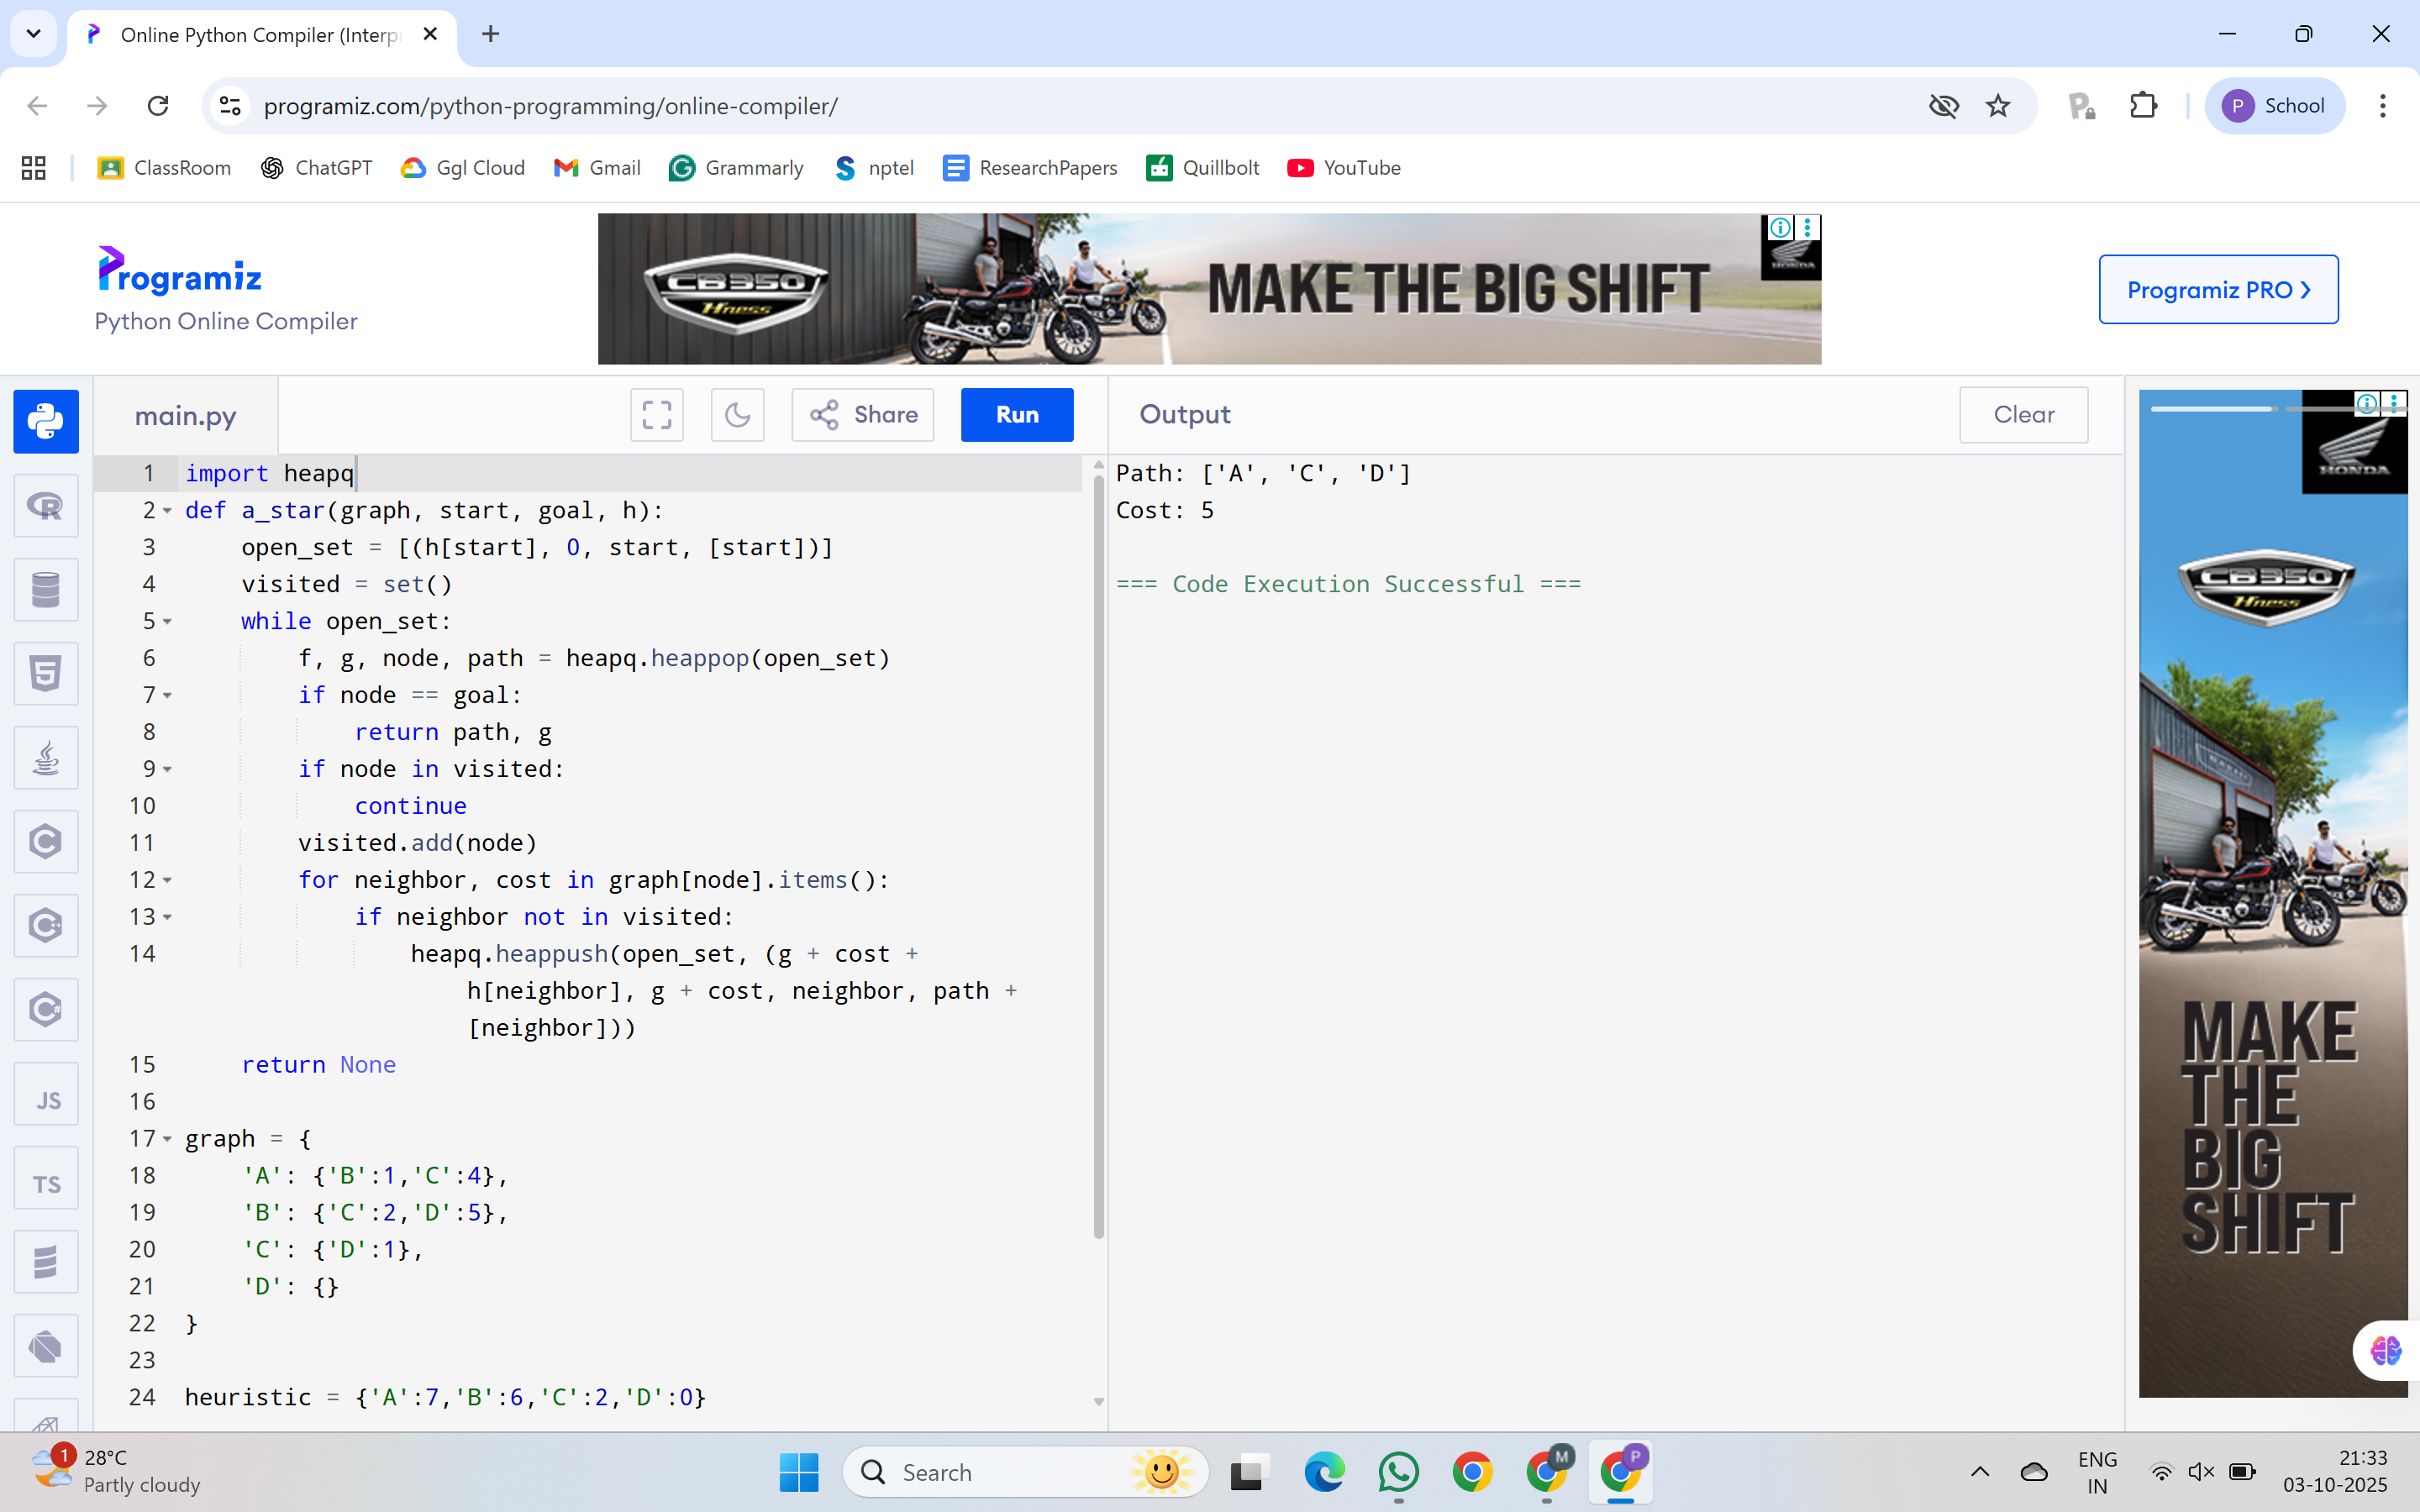 Online Python Compiler (Interp
programiz.com/python-programming/online-compiler/
P School
ClassRoom ChatGPT Ggl Cloud Gmail Grammarly nptel ResearchPapers Quillbolt YouTube
Programiz
Python Online Compiler
CB350
H'ness
MAKE THE BIG SHIFT
HONDA
Programiz PRO ❯
main.py Share Run
Output Clear
1 import heapq
2 def a_star(graph, start, goal, h):
3 open_set = [(h[start], 0, start, [start])]
4 visited = set()
5 while open_set:
6 f, g, node, path = heapq.heappop(open_set)
7 if node == goal:
8 return path, g
9 if node in visited:
10 continue
11 visited.add(node)
12 for neighbor, cost in graph[node].items():
13 if neighbor not in visited:
14 heapq.heappush(open_set, (g + cost +
h[neighbor], g + cost, neighbor, path +
[neighbor]))
15 return None
16
17 graph = {
18 'A': {'B':1,'C':4},
19 'B': {'C':2,'D':5},
20 'C': {'D':1},
21 'D': {}
22 }
23
24 heuristic = {'A':7,'B':6,'C':2,'D':0}
Path: ['A', 'C', 'D']
Cost: 5
=== Code Execution Successful ===
HONDA
CB350
H'ness
MAKE
THE
BIG
SHIFT
R
5
C
C
C#
JS
TS
1
28°C
Partly cloudy
Search
M
P
ENG
IN
21:33
03-10-2025